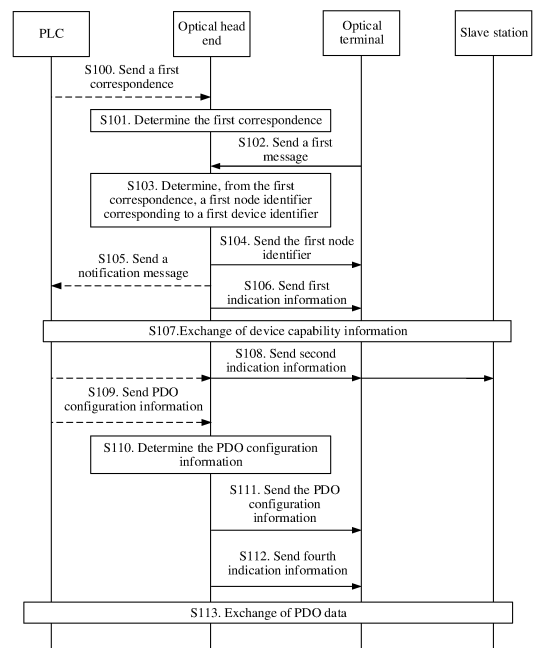 PLC
Optical head
end
Optical
terminal
Slave station
S100. Send a first
correspondence
S101. Determine the first correspondence
S102. Send a first
message
S103. Determine, from the first
correspondence, a first node identifier
corresponding to a first device identifier
S104. Send the first node
identifier
S105. Send a
notification message
S106. Send first
indication information
S107.Exchange of device capability information
S108. Send second
indication information
S109. Send PDO
configuration information
S110. Determine the PDO configuration
information
S111. Send the PDO
configuration
information
S112. Send fourth
indication information
S113. Exchange of PDO data